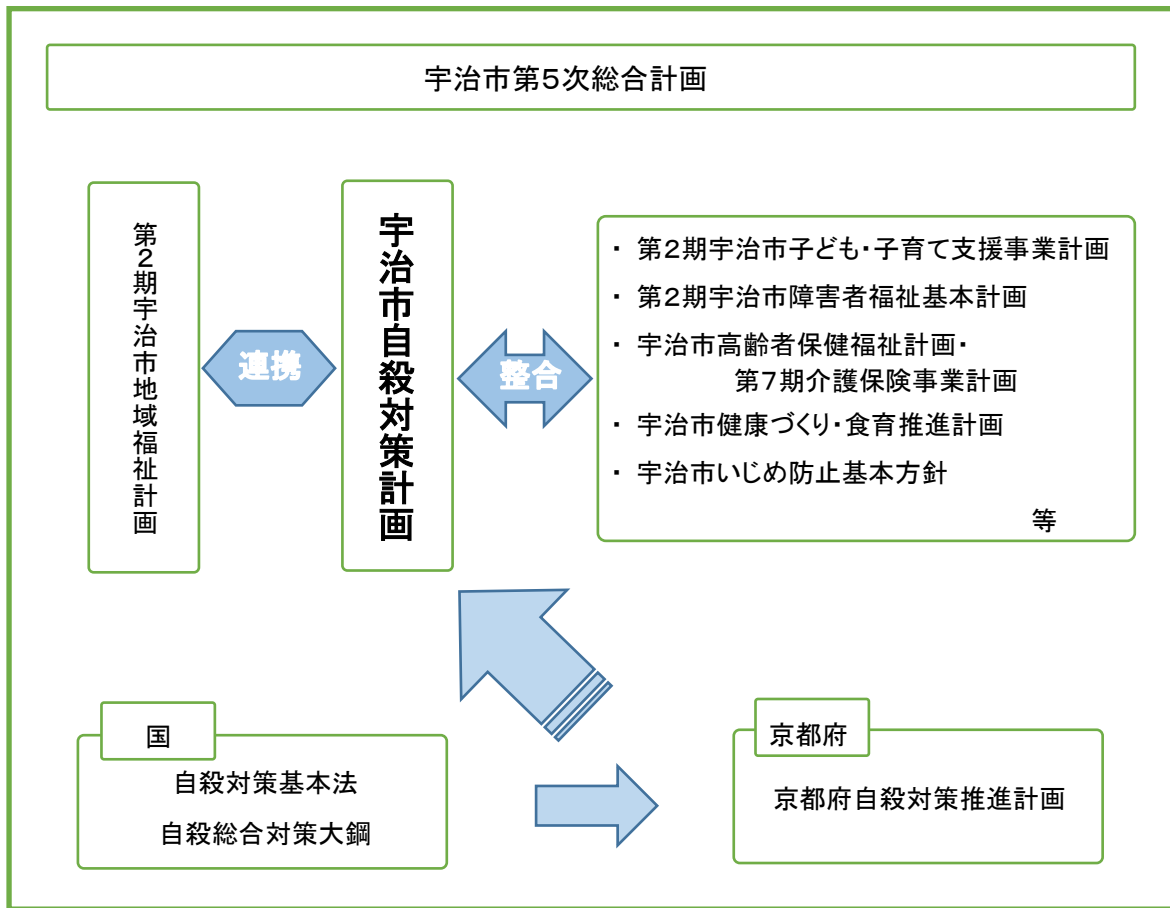 宇治市第5次総合計画
第2期宇治市地域福祉計画
連携
宇治市自殺対策計画
整合
・ 第2期宇治市子ども・子育て支援事業計画
・ 第2期宇治市障害者福祉基本計画
・ 宇治市高齢者保健福祉計画・
第7期介護保険事業計画
・ 宇治市健康づくり・食育推進計画
・ 宇治市いじめ防止基本方針
等
国
自殺対策基本法
自殺総合対策大鋼
京都府
京都府自殺対策推進計画